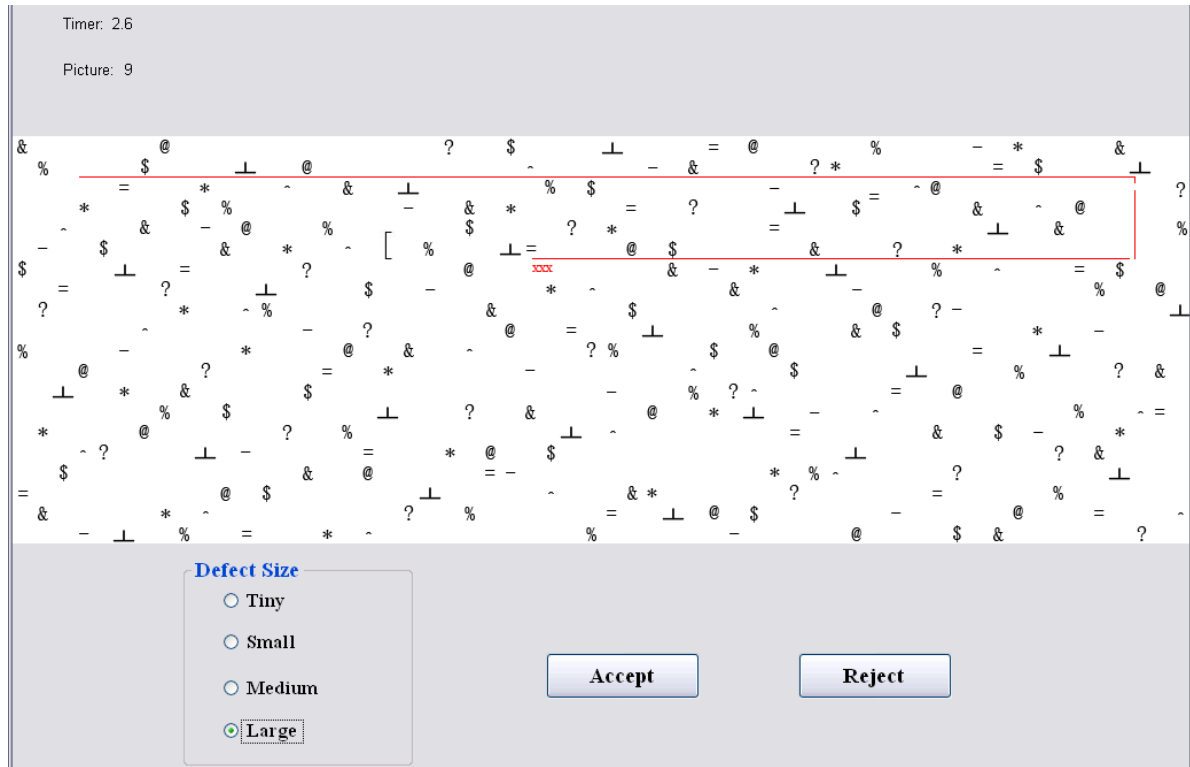 Timer: 2.6
Picture: 9
& @ ? $ ⊥ = @ % - * &
% $ ⊥ @ ^ - & ? * = $ ⊥
= * ^ & ⊥ % $ - ^ @ ?
* $ % - & * = ? ⊥ $ = & ^ @
^ & - @ % $ ? * = ⊥ & %
- $ & * ^ [ % ⊥ = @ $ & ? *
$ ⊥ = ? @ xxx & - * ⊥ % ^ = $
= ? ⊥ $ - * ^ & - % @
? * ^ % & $ ^ @ ? - ⊥
^ - ? @ = ⊥ % & $ * -
% - * @ & ^ ? % $ @ = ⊥
@ ? = * - ^ $ ⊥ % ? &
⊥ * & $ - % ? ^ = @
% $ ⊥ ? & @ * ⊥ - ^ % ^ =
* @ ? % ⊥ ^ = & $ - *
^ ? ⊥ - = * @ $ ⊥ ? &
$ & @ = - * % ^ ? ⊥
= @ $ ⊥ ^ & * ? = %
& * ^ ? % = ⊥ @ $ - @ = ^
- ⊥ % = * ^ % - @ $ & ?
Defect Size
Tiny
Small
Medium
Large
Accept
Reject